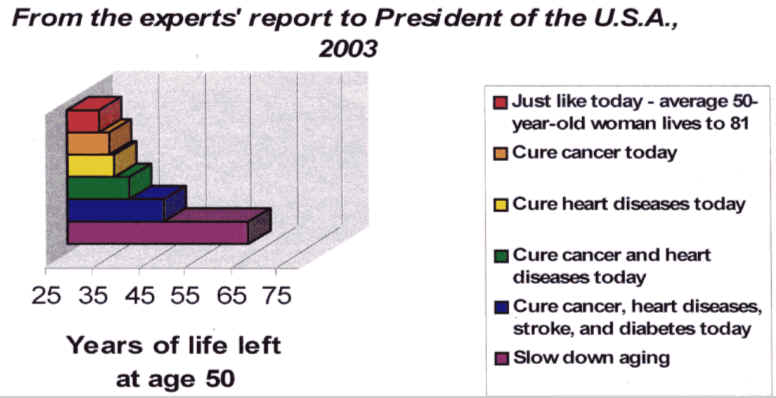 From the experts' report to President of the U.S.A.,
2003
25 35 45 55 65 75
Years of life left
at age 50
Just like today - average 50-
year-old woman lives to 81
Cure cancer today
Cure heart diseases today
Cure cancer and heart
diseases today
Cure cancer, heart diseases,
stroke, and diabetes today
Slow down aging